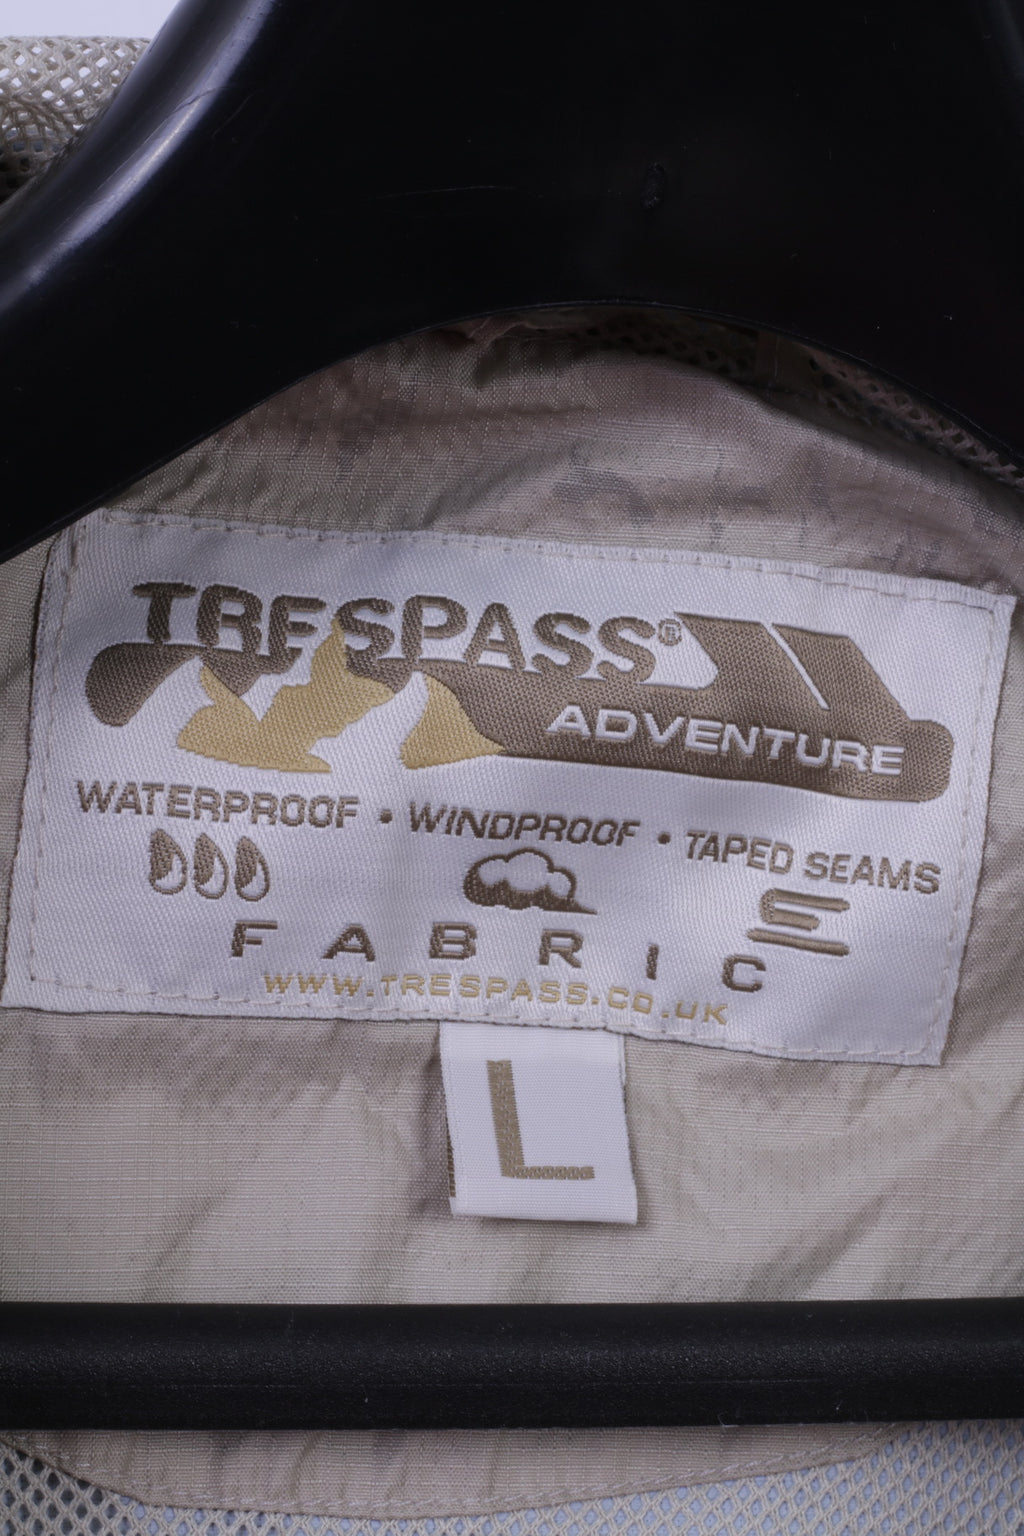 TRESPASS®
ADVENTURE
WATERPROOF • WINDPROOF • TAPED SEAMS
FABRIC
WWW.TRESPASS.CO.UK
L